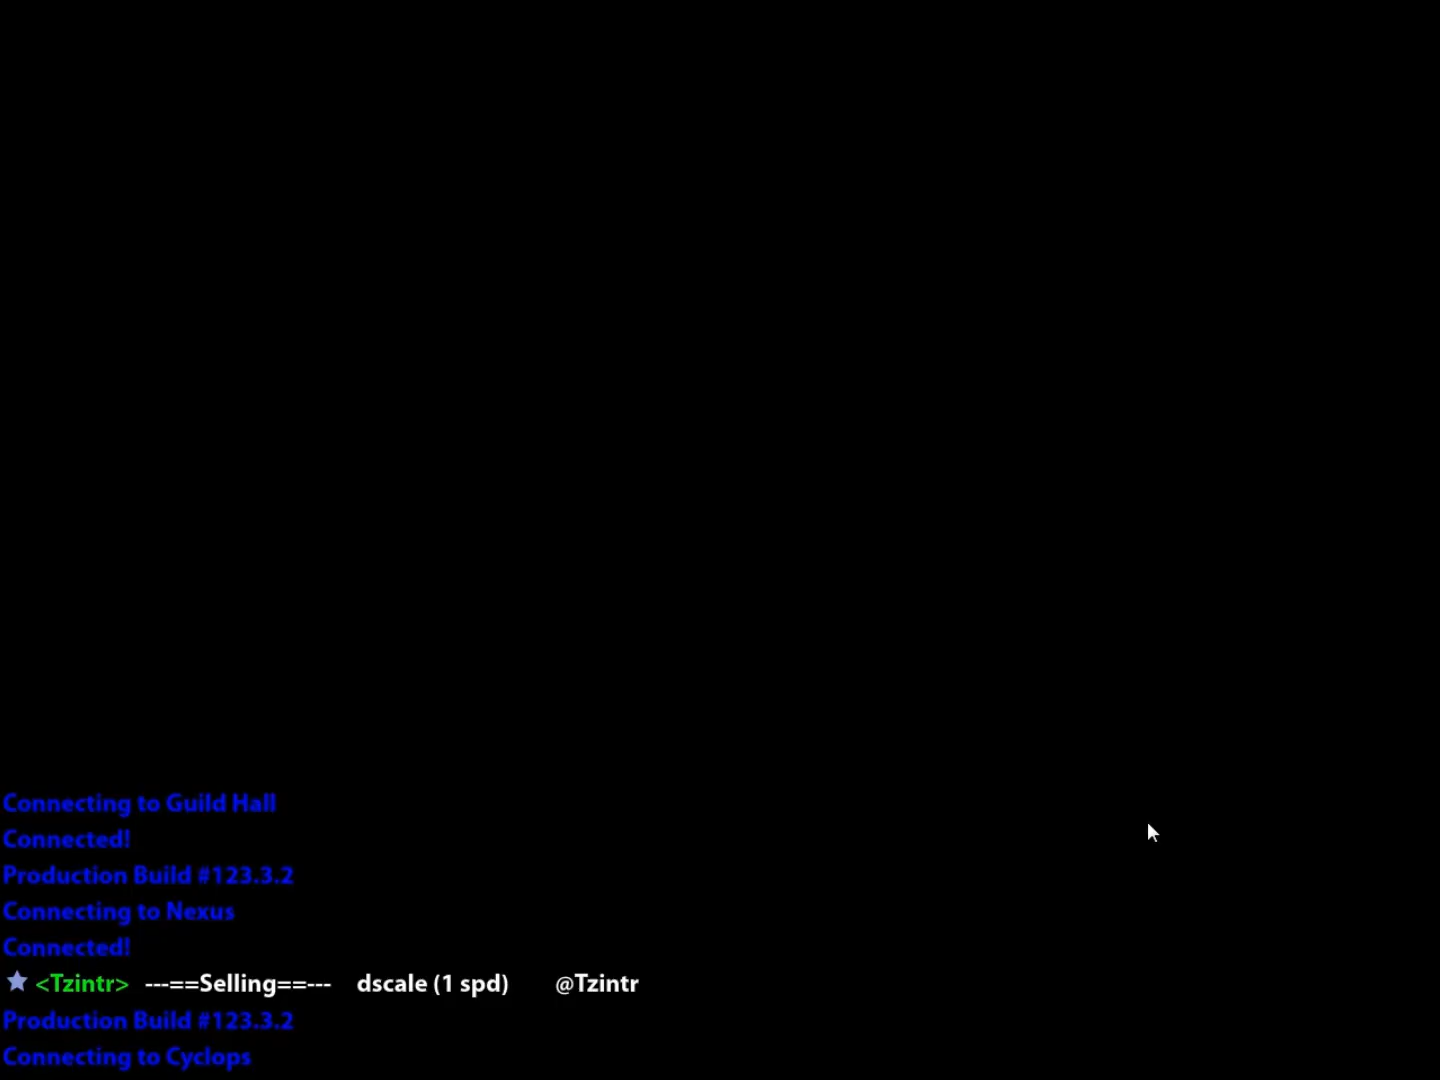 Connecting to Guild Hall
Connected!
Production Build #123.3.2
Connecting to Nexus
Connected!
<Tzintr> ---==Selling==--- dscale (1 spd) @Tzintr
Production Build #123.3.2
Connecting to Cyclops